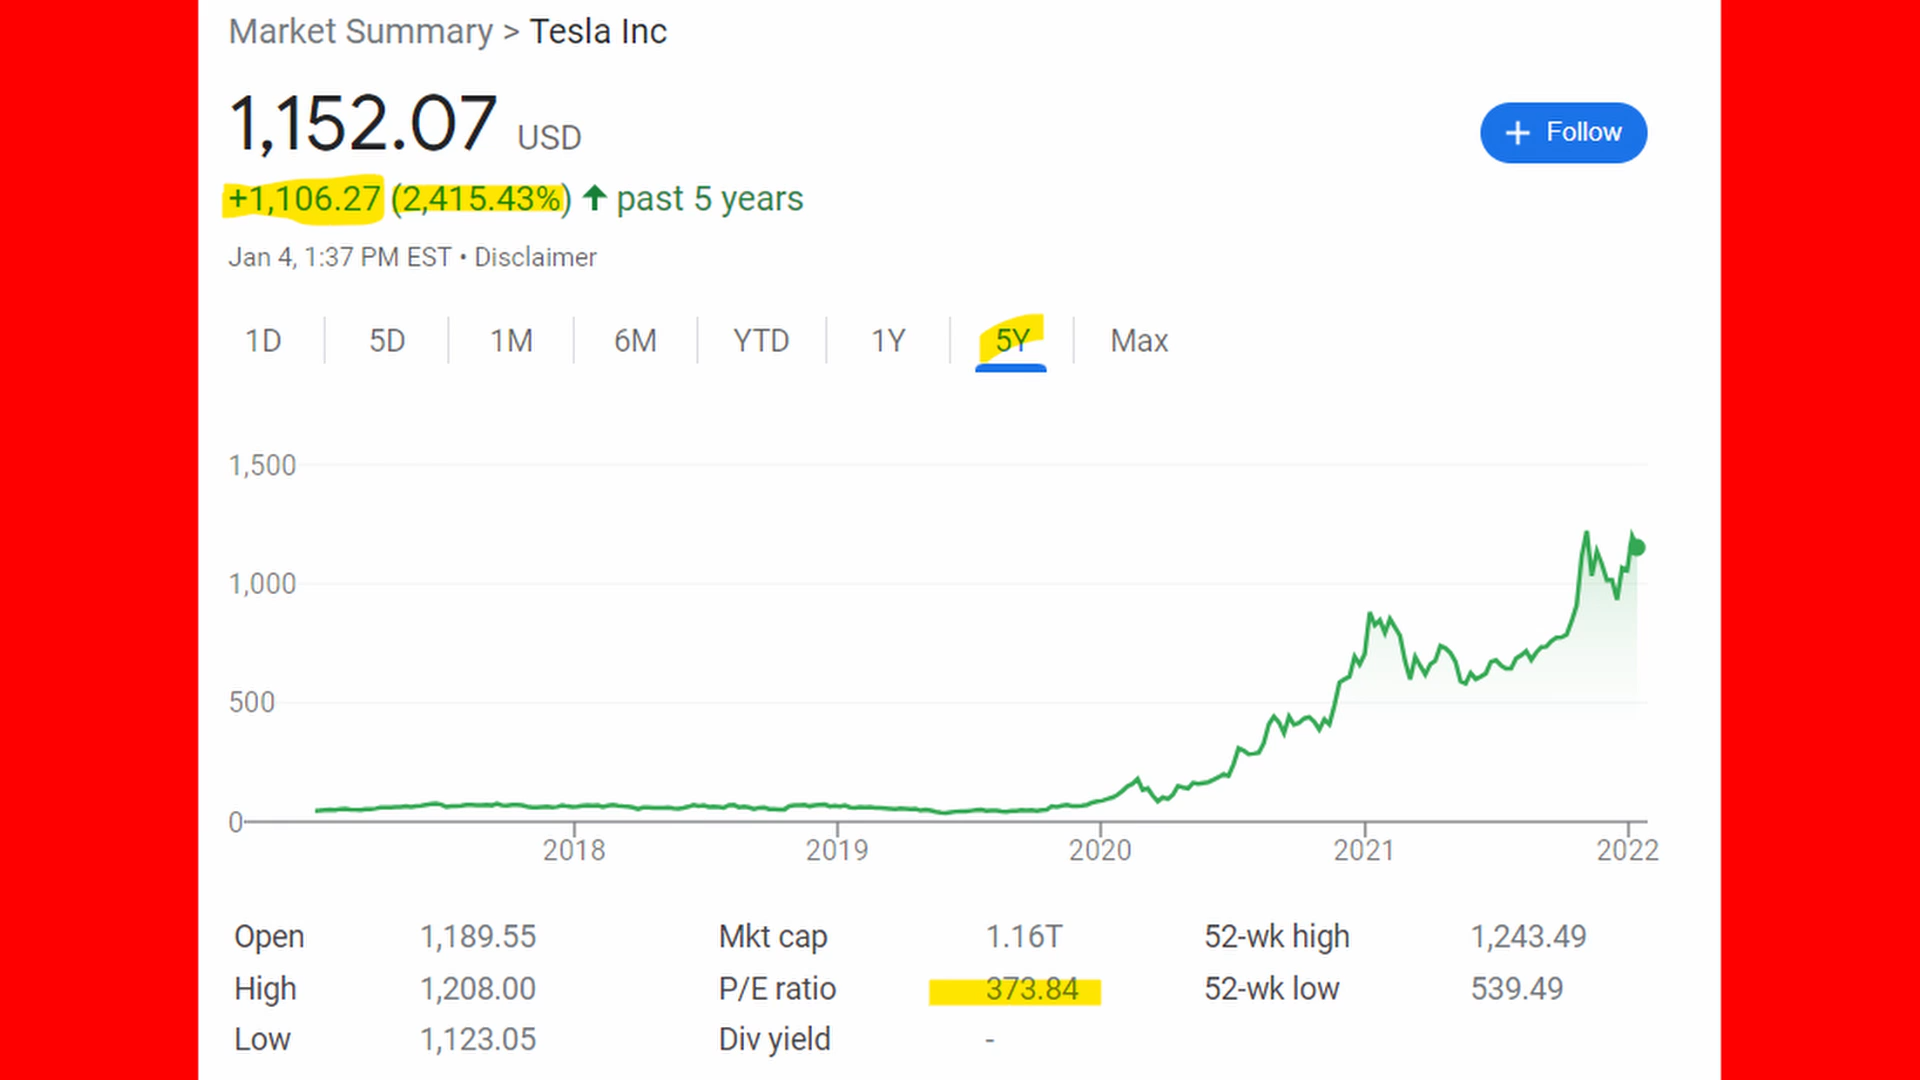 Market Summary > Tesla Inc
1,152.07 USD
+ Follow
+1,106.27 (2,415.43%) ↑ past 5 years
Jan 4, 1:37 PM EST • Disclaimer
1D 5D 1M 6M YTD 1Y 5Y Max
1,500
1,000
500
0
2018 2019 2020 2021 2022
Open 1,189.55 Mkt cap 1.16T 52-wk high 1,243.49
High 1,208.00 P/E ratio 373.84 52-wk low 539.49
Low 1,123.05 Div yield -